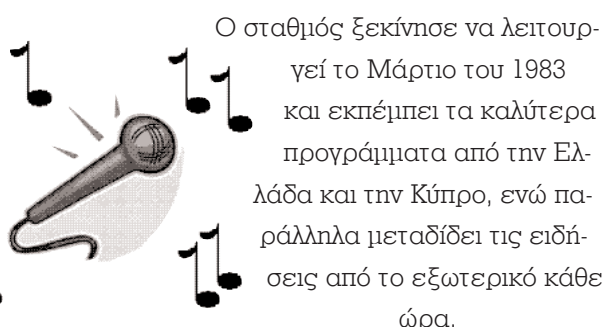 Ο σταθμός ξεκίνησε να λειτουρ-
γεί το Μάρτιο του 1983
και εκπέμπει τα καλύτερα
προγράμματα από την Ελ-
λάδα και την Κύπρο, ενώ πα-
ράλληλα μεταδίδει τις ειδή-
σεις από το εξωτερικό κάθε
ώρα.